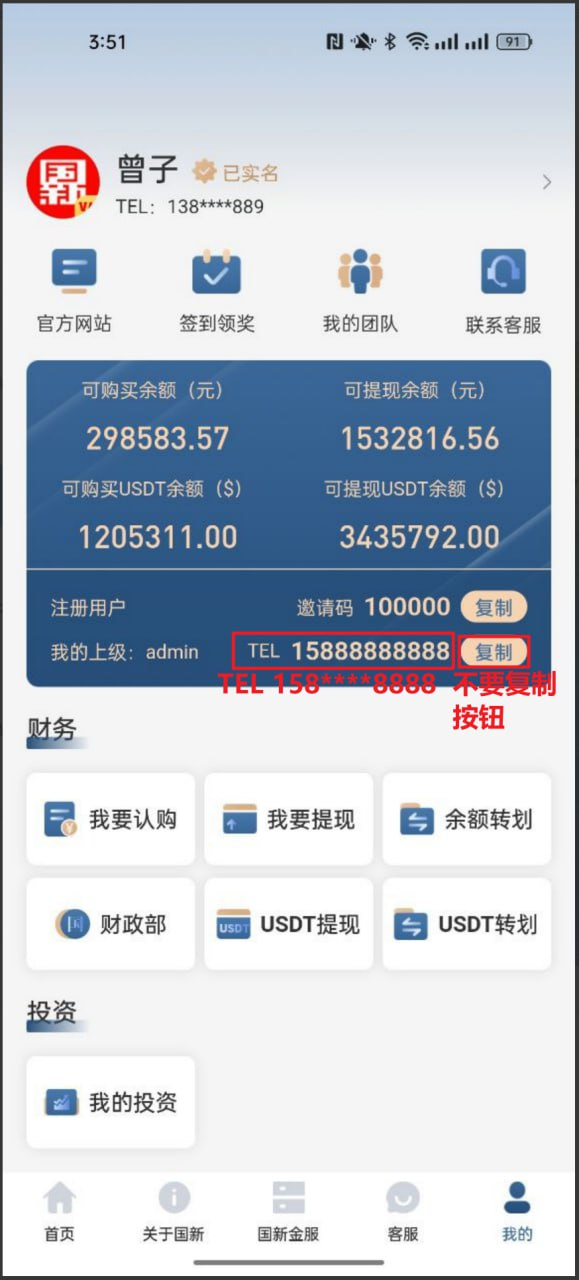 3:51
91
国新
V
曾子 已实名
TEL： 138****889
官方网站 签到领奖 我的团队 联系客服
可购买余额（元） 可提现余额（元）
298583.57 1532816.56
可购买USDT余额（$） 可提现USDT余额（$）
1205311.00 3435792.00
注册用户 邀请码 100000 复制
我的上级：admin TEL 15888888888 复制
TEL 158****8888 不要复制
按钮
财务
我要认购 我要提现 余额转划
财政部 USDT USDT提现 USDT转划
投资
我的投资
首页 关于国新 国新金服 客服 我的